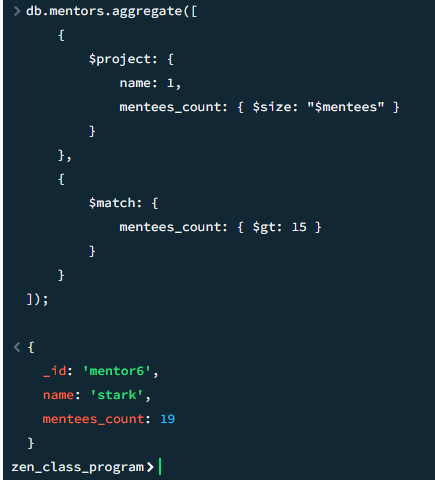 > db.mentors.aggregate([
    {
        $project: {
            name: 1,
            mentees_count: { $size: "$mentees" }
        }
    },
    {
        $match: {
            mentees_count: { $gt: 15 }
        }
    }
]);
< {
    _id: 'mentor6',
    name: 'stark',
    mentees_count: 19
}
zen_class_program>